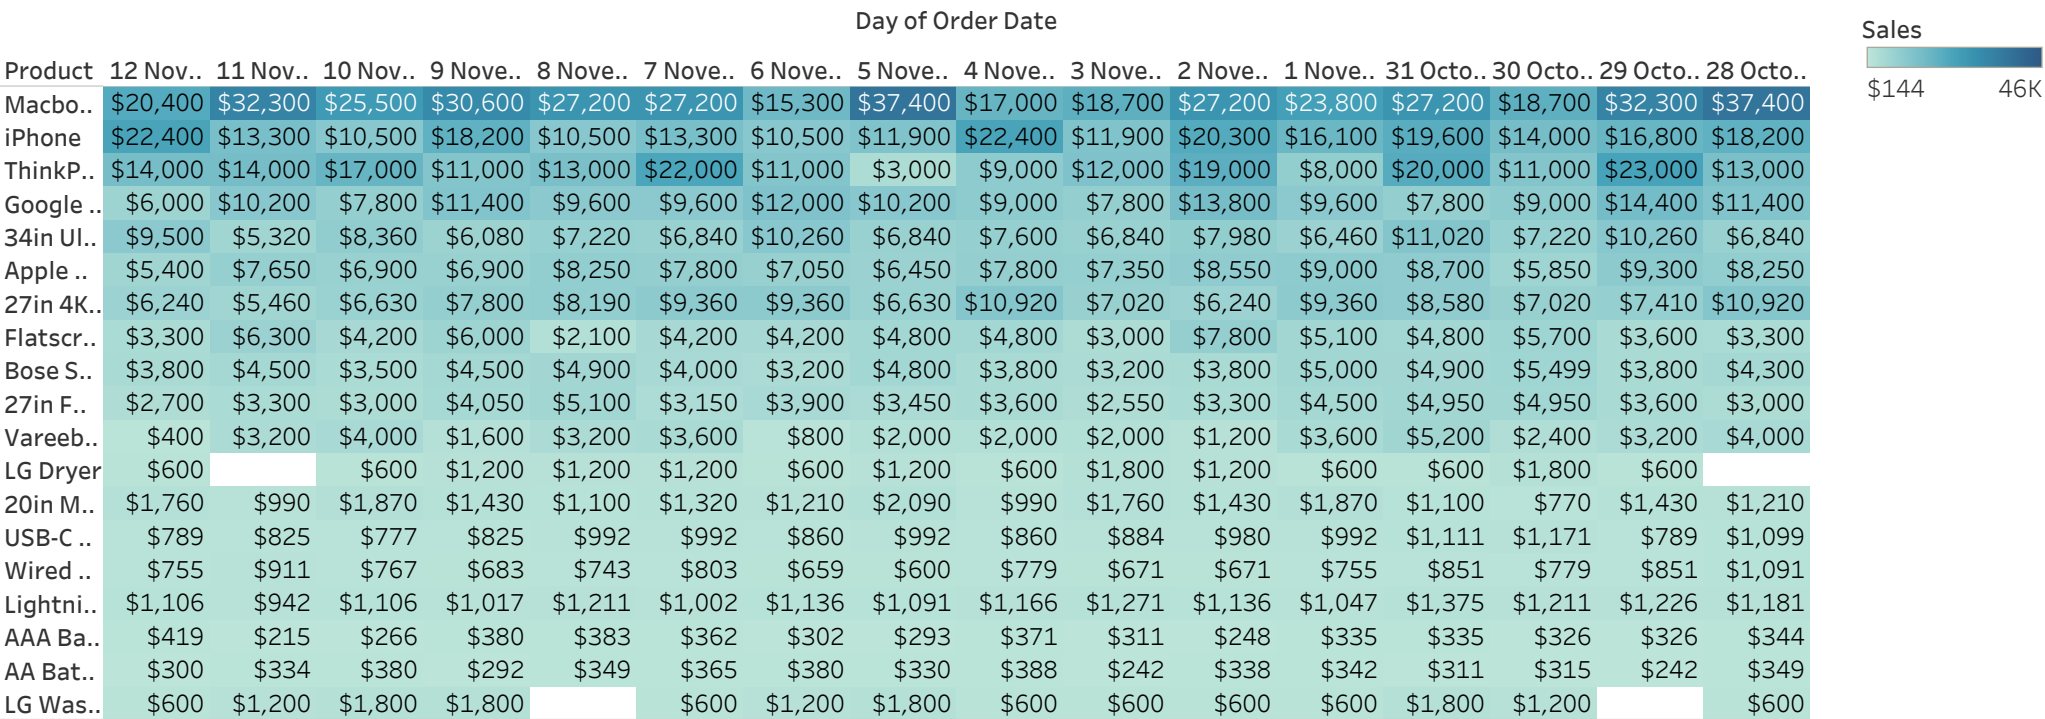 Day of Order Date
Sales
$144 46K
Product 12 Nov.. 11 Nov.. 10 Nov.. 9 Nove.. 8 Nove.. 7 Nove.. 6 Nove.. 5 Nove.. 4 Nove.. 3 Nove.. 2 Nove.. 1 Nove.. 31 Octo.. 30 Octo.. 29 Octo.. 28 Octo..
Macbo.. $20,400 $32,300 $25,500 $30,600 $27,200 $27,200 $15,300 $37,400 $17,000 $18,700 $27,200 $23,800 $27,200 $18,700 $32,300 $37,400
iPhone $22,400 $13,300 $10,500 $18,200 $10,500 $13,300 $10,500 $11,900 $22,400 $11,900 $20,300 $16,100 $19,600 $14,000 $16,800 $18,200
ThinkP.. $14,000 $14,000 $17,000 $11,000 $13,000 $22,000 $11,000 $3,000 $9,000 $12,000 $19,000 $8,000 $20,000 $11,000 $23,000 $13,000
Google .. $6,000 $10,200 $7,800 $11,400 $9,600 $9,600 $12,000 $10,200 $9,000 $7,800 $13,800 $9,600 $7,800 $9,000 $14,400 $11,400
34in Ul.. $9,500 $5,320 $8,360 $6,080 $7,220 $6,840 $10,260 $6,840 $7,600 $6,840 $7,980 $6,460 $11,020 $7,220 $10,260 $6,840
Apple .. $5,400 $7,650 $6,900 $6,900 $8,250 $7,800 $7,050 $6,450 $7,800 $7,350 $8,550 $9,000 $8,700 $5,850 $9,300 $8,250
27in 4K.. $6,240 $5,460 $6,630 $7,800 $8,190 $9,360 $9,360 $6,630 $10,920 $7,020 $6,240 $9,360 $8,580 $7,020 $7,410 $10,920
Flatscr.. $3,300 $6,300 $4,200 $6,000 $2,100 $4,200 $4,200 $4,800 $4,800 $3,000 $7,800 $5,100 $4,800 $5,700 $3,600 $3,300
Bose S.. $3,800 $4,500 $3,500 $4,500 $4,900 $4,000 $3,200 $4,800 $3,800 $3,200 $3,800 $5,000 $4,900 $5,499 $3,800 $4,300
27in F.. $2,700 $3,300 $3,000 $4,050 $5,100 $3,150 $3,900 $3,450 $3,600 $2,550 $3,300 $4,500 $4,950 $4,950 $3,600 $3,000
Vareeb.. $400 $3,200 $4,000 $1,600 $3,200 $3,600 $800 $2,000 $2,000 $2,000 $1,200 $3,600 $5,200 $2,400 $3,200 $4,000
LG Dryer $600 $600 $1,200 $1,200 $1,200 $600 $1,200 $600 $1,800 $1,200 $600 $600 $1,800 $600
20in M.. $1,760 $990 $1,870 $1,430 $1,100 $1,320 $1,210 $2,090 $990 $1,760 $1,430 $1,870 $1,100 $770 $1,430 $1,210
USB-C .. $789 $825 $777 $825 $992 $992 $860 $992 $860 $884 $980 $992 $1,111 $1,171 $789 $1,099
Wired .. $755 $911 $767 $683 $743 $803 $659 $600 $779 $671 $671 $755 $851 $779 $851 $1,091
Lightni.. $1,106 $942 $1,106 $1,017 $1,211 $1,002 $1,136 $1,091 $1,166 $1,271 $1,136 $1,047 $1,375 $1,211 $1,226 $1,181
AAA Ba.. $419 $215 $266 $380 $383 $362 $302 $293 $371 $311 $248 $335 $335 $326 $326 $344
AA Bat.. $300 $334 $380 $292 $349 $365 $380 $330 $388 $242 $338 $342 $311 $315 $242 $349
LG Was.. $600 $1,200 $1,800 $1,800 $600 $1,200 $1,800 $600 $600 $600 $600 $1,800 $1,200 $600